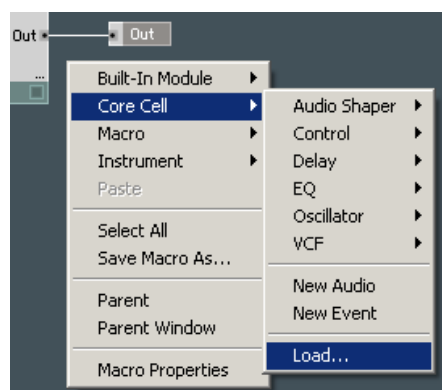 Out
Out
...
Built-In Module
Core Cell
Macro
Instrument
Paste
Select All
Save Macro As...
Parent
Parent Window
Macro Properties
Audio Shaper
Control
Delay
EQ
Oscillator
VCF
New Audio
New Event
Load...